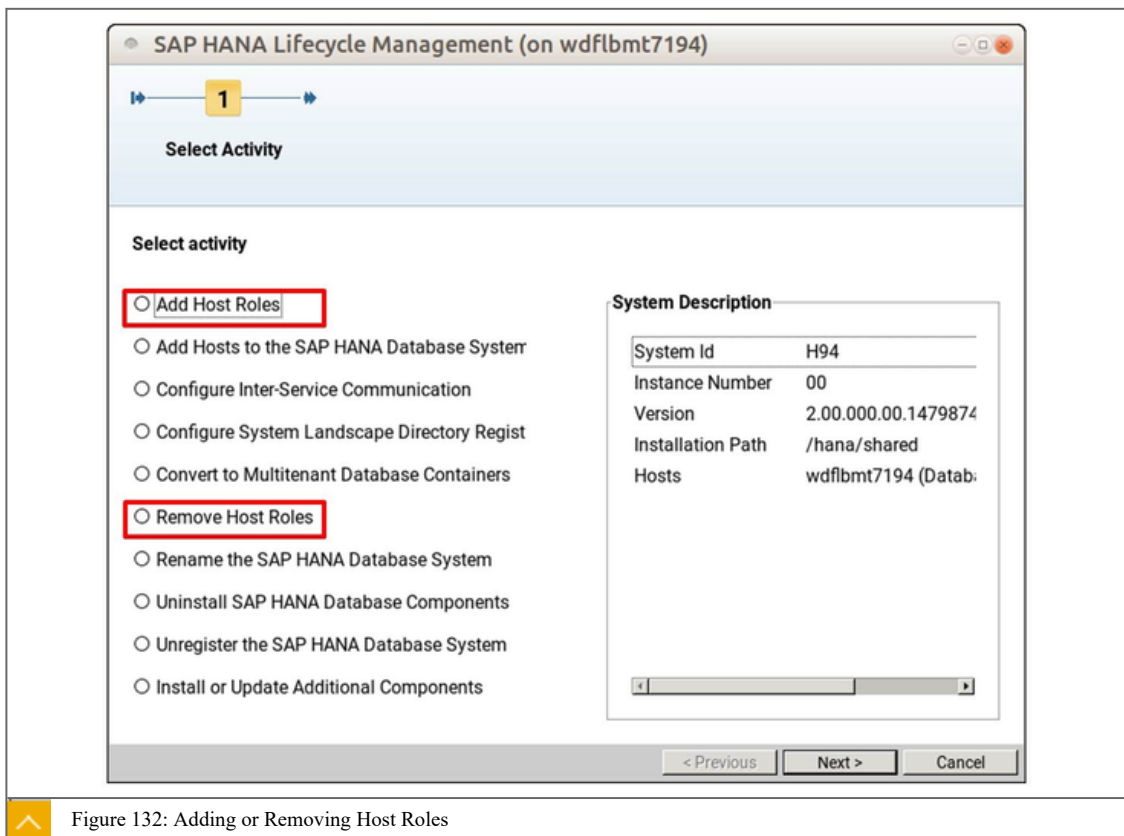 SAP HANA Lifecycle Management (on wdflbmt7194)
1
Select Activity
Select activity
Add Host Roles
Add Hosts to the SAP HANA Database System
Configure Inter-Service Communication
Configure System Landscape Directory Regist
Convert to Multitenant Database Containers
Remove Host Roles
Rename the SAP HANA Database System
Uninstall SAP HANA Database Components
Unregister the SAP HANA Database System
Install or Update Additional Components
System Description
System Id H94
Instance Number 00
Version 2.00.000.00.1479874
Installation Path /hana/shared
Hosts wdflbmt7194 (Datab
< Previous Next > Cancel
Figure 132: Adding or Removing Host Roles